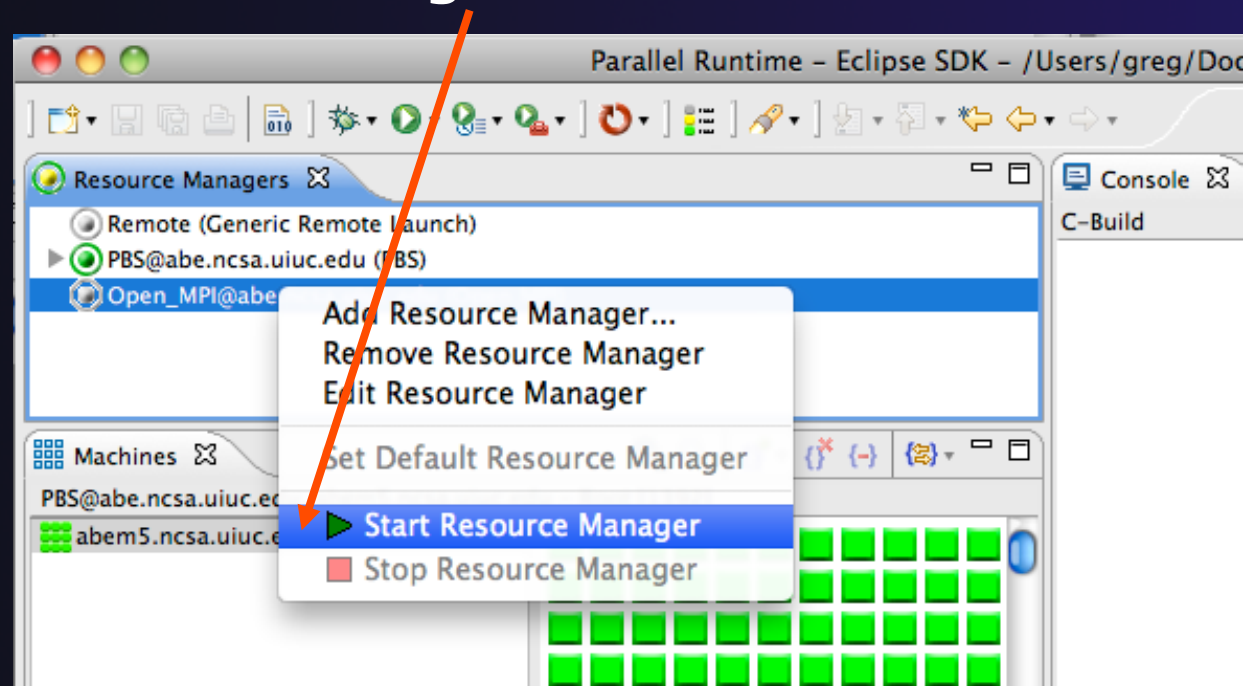 Parallel Runtime – Eclipse SDK – /Users/greg/Doc
010
Resource Managers
Console
Remote (Generic Remote Launch)
C-Build
PBS@abe.ncsa.uiuc.edu (PBS)
Open_MPI@abe
Add Resource Manager...
Remove Resource Manager
Edit Resource Manager
Set Default Resource Manager
Machines
PBS@abe.ncsa.uiuc.ed
Start Resource Manager
abem5.ncsa.uiuc.e
Stop Resource Manager